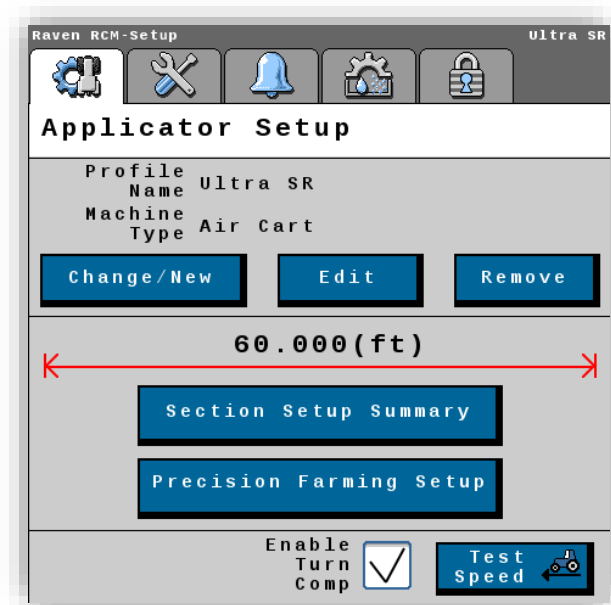 Raven RCM-Setup Ultra SR
Applicator Setup
Profile
Name Ultra SR
Machine
Type Air Cart
Change/New Edit Remove
60.000(ft)
Section Setup Summary
Precision Farming Setup
Enable
Turn
Comp
Test
Speed